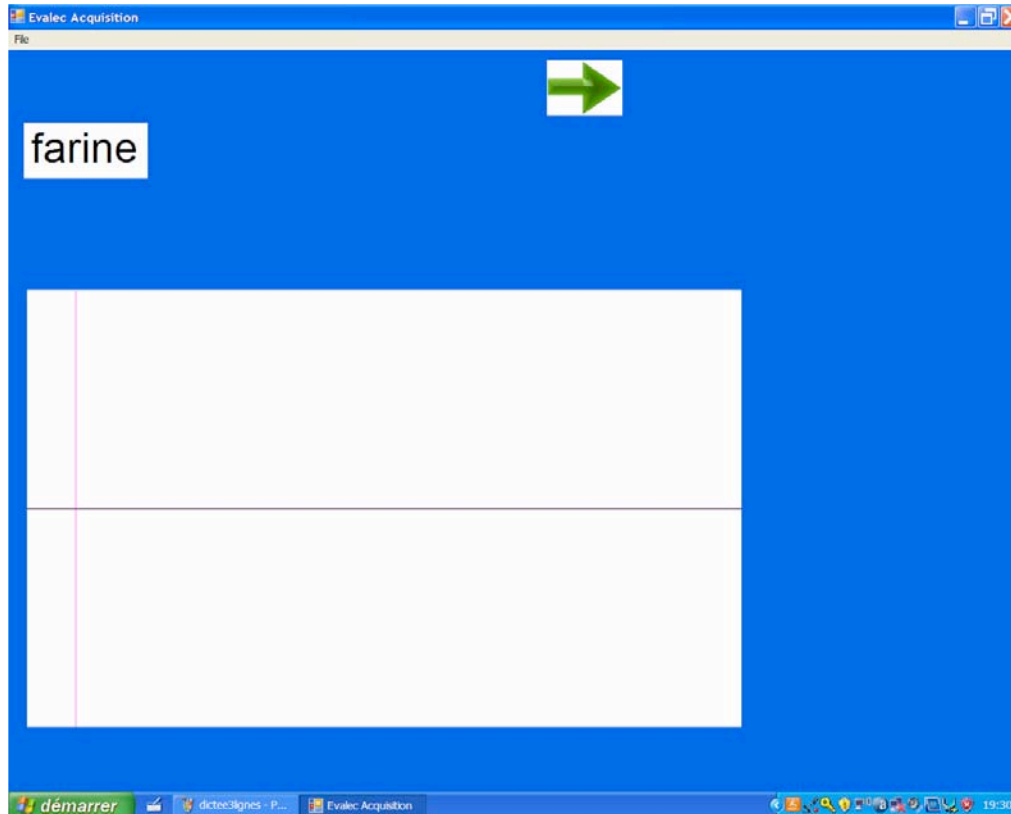 Evalec Acquisition
File
farine
démarrer
dictee3lignes - P...
Evalec Acquisition
19:30